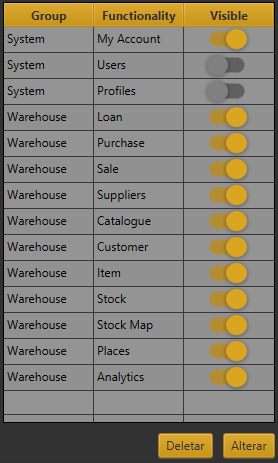 Group Functionality Visible
System My Account
System Users
System Profiles
Warehouse Loan
Warehouse Purchase
Warehouse Sale
Warehouse Suppliers
Warehouse Catalogue
Warehouse Customer
Warehouse Item
Warehouse Stock
Warehouse Stock Map
Warehouse Places
Warehouse Analytics
Deletar Alterar